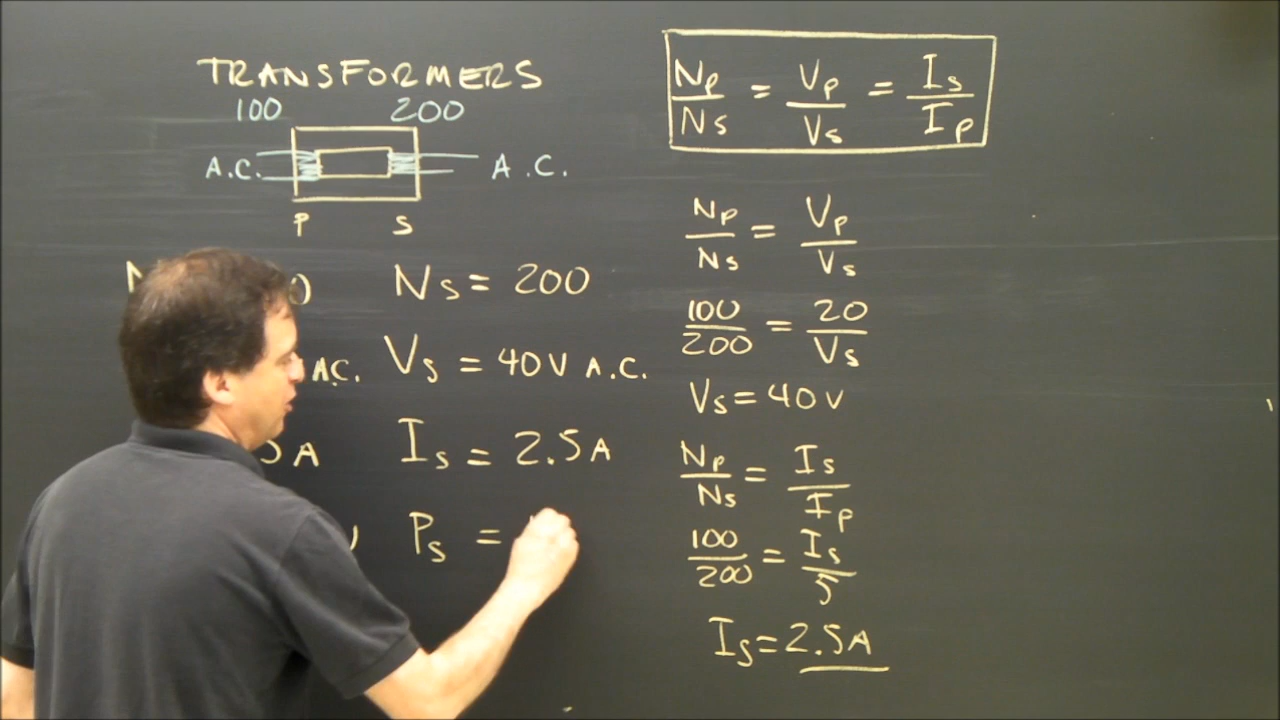 TRANSFORMERS
100 200
A.C. A.C.
P S
N 0 Ns = 200
A.C. Vs = 40V A.C.
5 A Is = 2.5A
Ps =
Np/Ns = Vp/Vs = Is/Ip
Np/Ns = Vp/Vs
100/200 = 20/Vs
Vs = 40V
Np/Ns = Is/Ip
100/200 = Is/5
Is = 2.5A